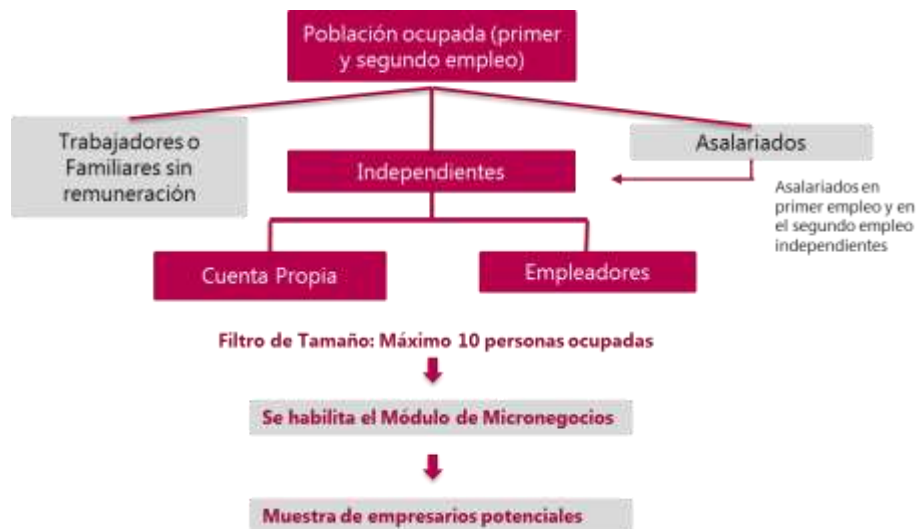 Población ocupada (primer
y segundo empleo)
Trabajadores o
Familiares sin
remuneración
Independientes
Asalariados
Asalariados en
primer empleo y en
el segundo empleo
independientes
Cuenta Propia
Empleadores
Filtro de Tamaño: Máximo 10 personas ocupadas
Se habilita el Módulo de Micronegocios
Muestra de empresarios potenciales